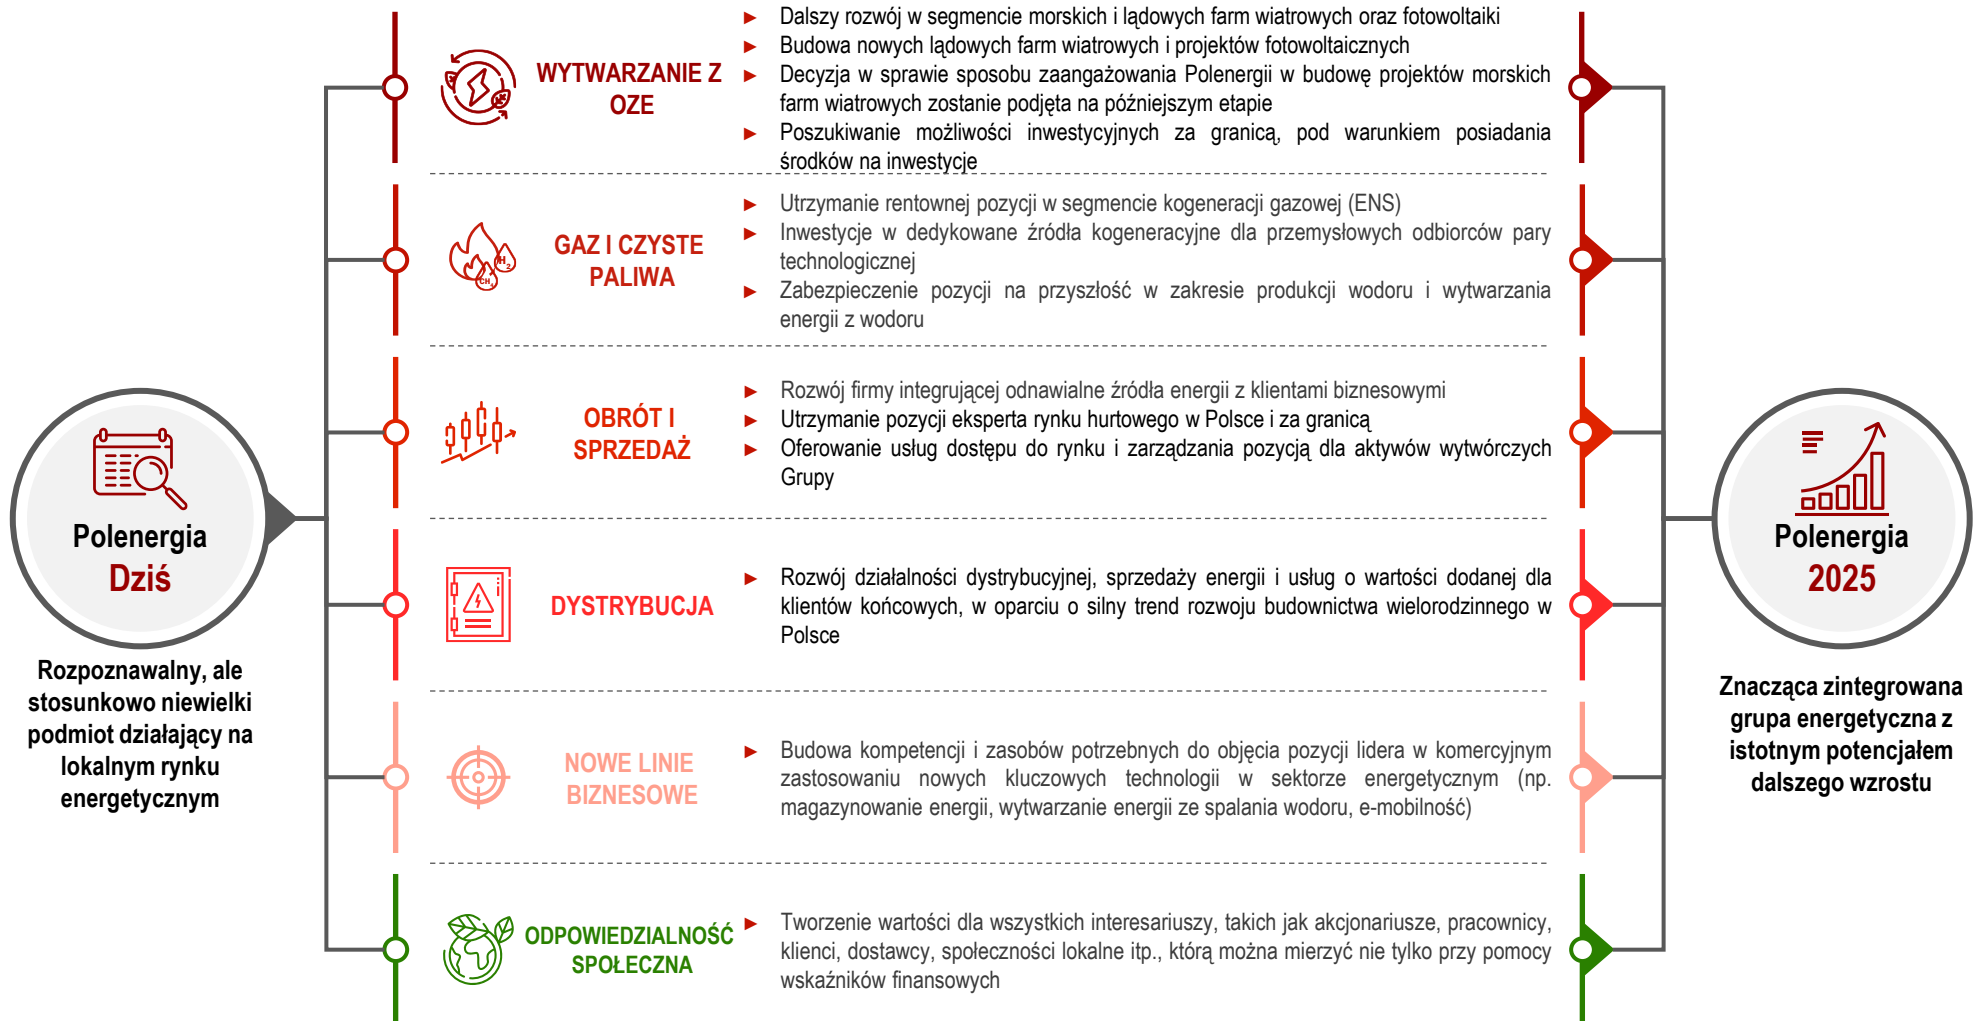 Polenergia
Dziś
Rozpoznawalny, ale
stosunkowo niewielki
podmiot działający na
lokalnym rynku
energetycznym
WYTWARZANIE Z
OZE
► Dalszy rozwój w segmencie morskich i lądowych farm wiatrowych oraz fotowoltaiki
► Budowa nowych lądowych farm wiatrowych i projektów fotowoltaicznych
► Decyzja w sprawie sposobu zaangażowania Polenergii w budowę projektów morskich
farm wiatrowych zostanie podjęta na późniejszym etapie
► Poszukiwanie możliwości inwestycyjnych za granicą, pod warunkiem posiadania
środków na inwestycje
H2
CH4
GAZ I CZYSTE
PALIWA
► Utrzymanie rentownej pozycji w segmencie kogeneracji gazowej (ENS)
► Inwestycje w dedykowane źródła kogeneracyjne dla przemysłowych odbiorców pary
technologicznej
► Zabezpieczenie pozycji na przyszłość w zakresie produkcji wodoru i wytwarzania
energii z wodoru
OBRÓT I
SPRZEDAŻ
► Rozwój firmy integrującej odnawialne źródła energii z klientami biznesowymi
► Utrzymanie pozycji eksperta rynku hurtowego w Polsce i za granicą
► Oferowanie usług dostępu do rynku i zarządzania pozycją dla aktywów wytwórczych
Grupy
DYSTRYBUCJA
► Rozwój działalności dystrybucyjnej, sprzedaży energii i usług o wartości dodanej dla
klientów końcowych, w oparciu o silny trend rozwoju budownictwa wielorodzinnego w
Polsce
NOWE LINIE
BIZNESOWE
► Budowa kompetencji i zasobów potrzebnych do objęcia pozycji lidera w komercyjnym
zastosowaniu nowych kluczowych technologii w sektorze energetycznym (np.
magazynowanie energii, wytwarzanie energii ze spalania wodoru, e-mobilność)
ODPOWIEDZIALNOŚĆ
SPOŁECZNA
► Tworzenie wartości dla wszystkich interesariuszy, takich jak akcjonariusze, pracownicy,
klienci, dostawcy, społeczności lokalne itp., którą można mierzyć nie tylko przy pomocy
wskaźników finansowych
Polenergia
2025
Znacząca zintegrowana
grupa energetyczna z
istotnym potencjałem
dalszego wzrostu